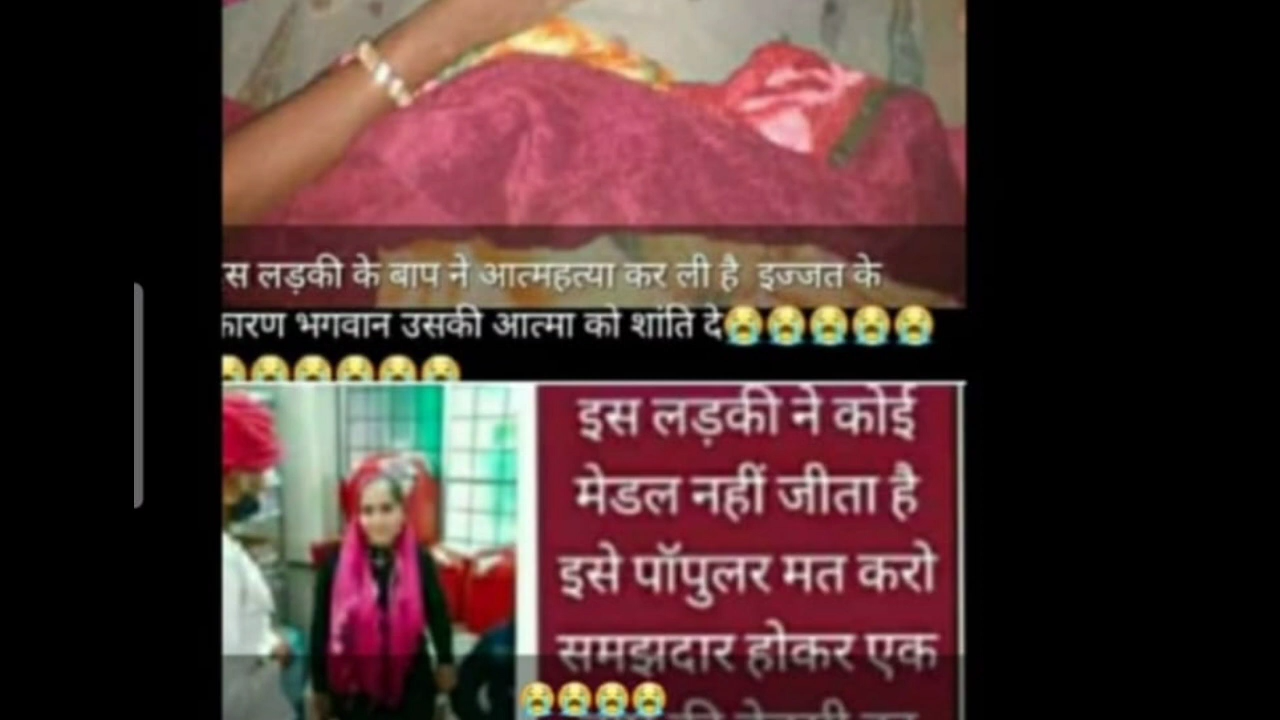 लड़की के बाप ने आत्महत्या कर ली है इज्जत के
कारण भगवान उसकी आत्मा को शांति दे😭😭😭😭😭
😭😭😭😭😭😭
इस लड़की ने कोई
मेडल नहीं जीता है
इसे पॉपुलर मत करो
समझदार होकर एक
😭😭😭😭